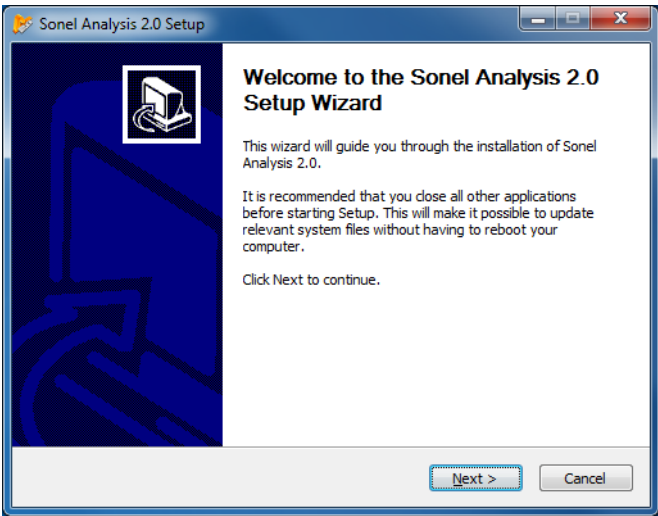 Sonel Analysis 2.0 Setup
Welcome to the Sonel Analysis 2.0
Setup Wizard
This wizard will guide you through the installation of Sonel
Analysis 2.0.
It is recommended that you close all other applications
before starting Setup. This will make it possible to update
relevant system files without having to reboot your
computer.
Click Next to continue.
Next >
Cancel